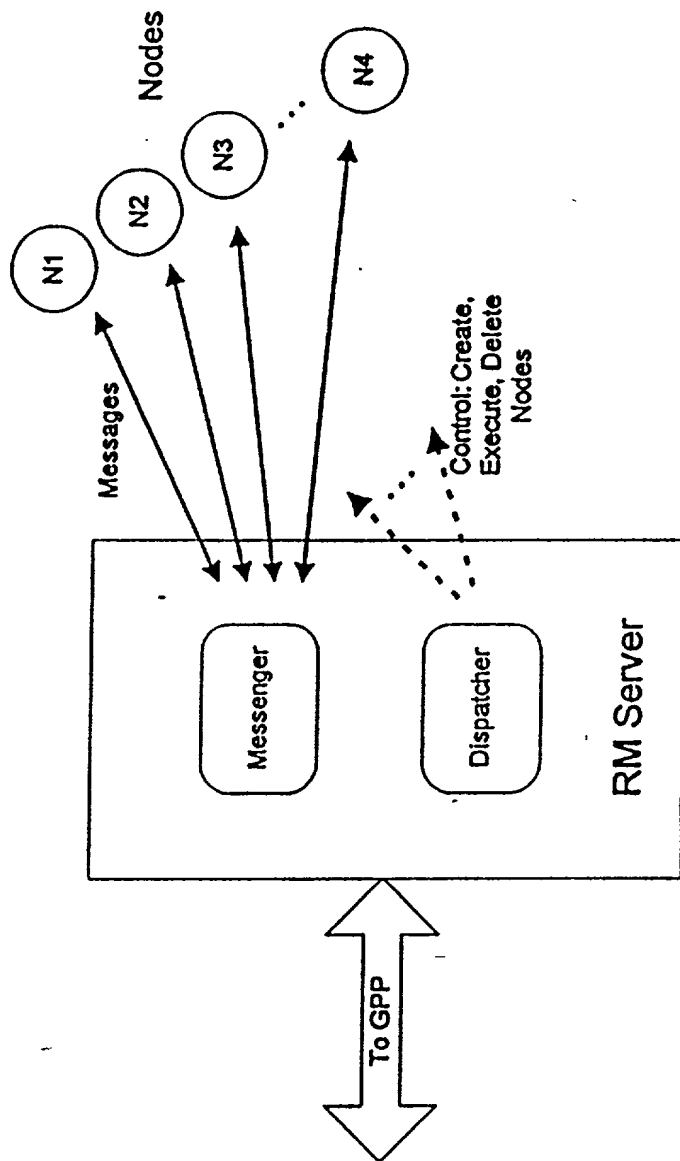 To GPP
Messenger
Dispatcher
RM Server
Messages
Control: Create,
Execute, Delete
Nodes
N1
N2
N3
N4
Nodes